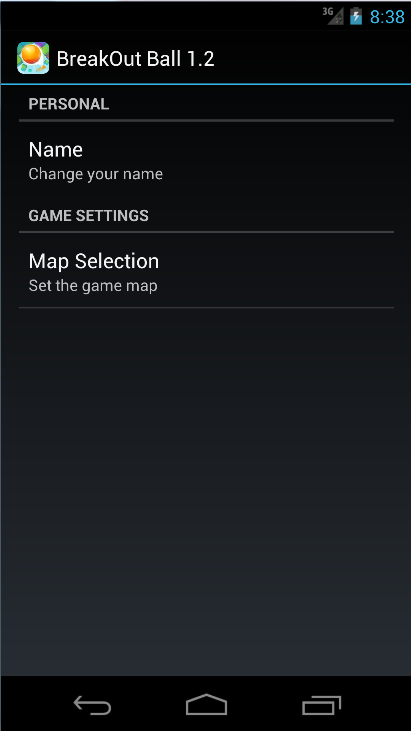 3G 8:38
BreakOut Ball 1.2
PERSONAL
Name
Change your name
GAME SETTINGS
Map Selection
Set the game map